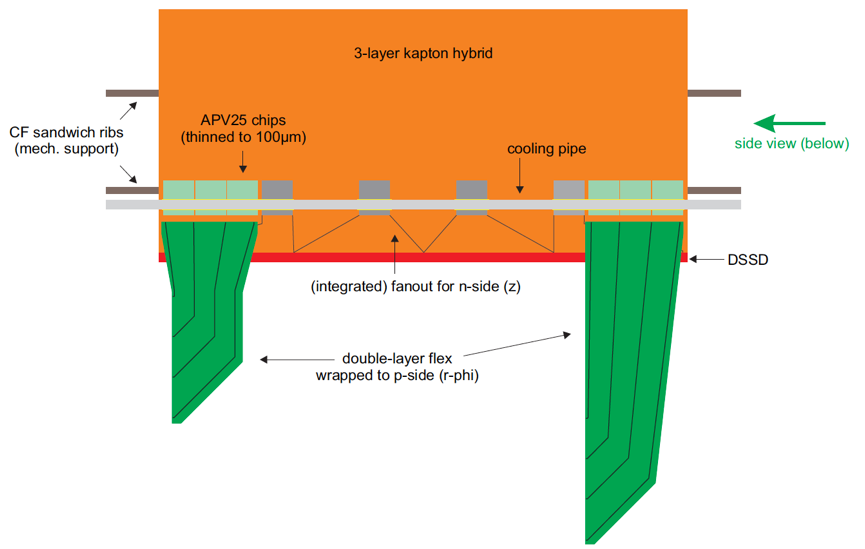 3-layer kapton hybrid
APV25 chips
(thinned to 100µm)
CF sandwich ribs
(mech. support)
cooling pipe
side view (below)
DSSD
(integrated) fanout for n-side (z)
double-layer flex
wrapped to p-side (r-phi)